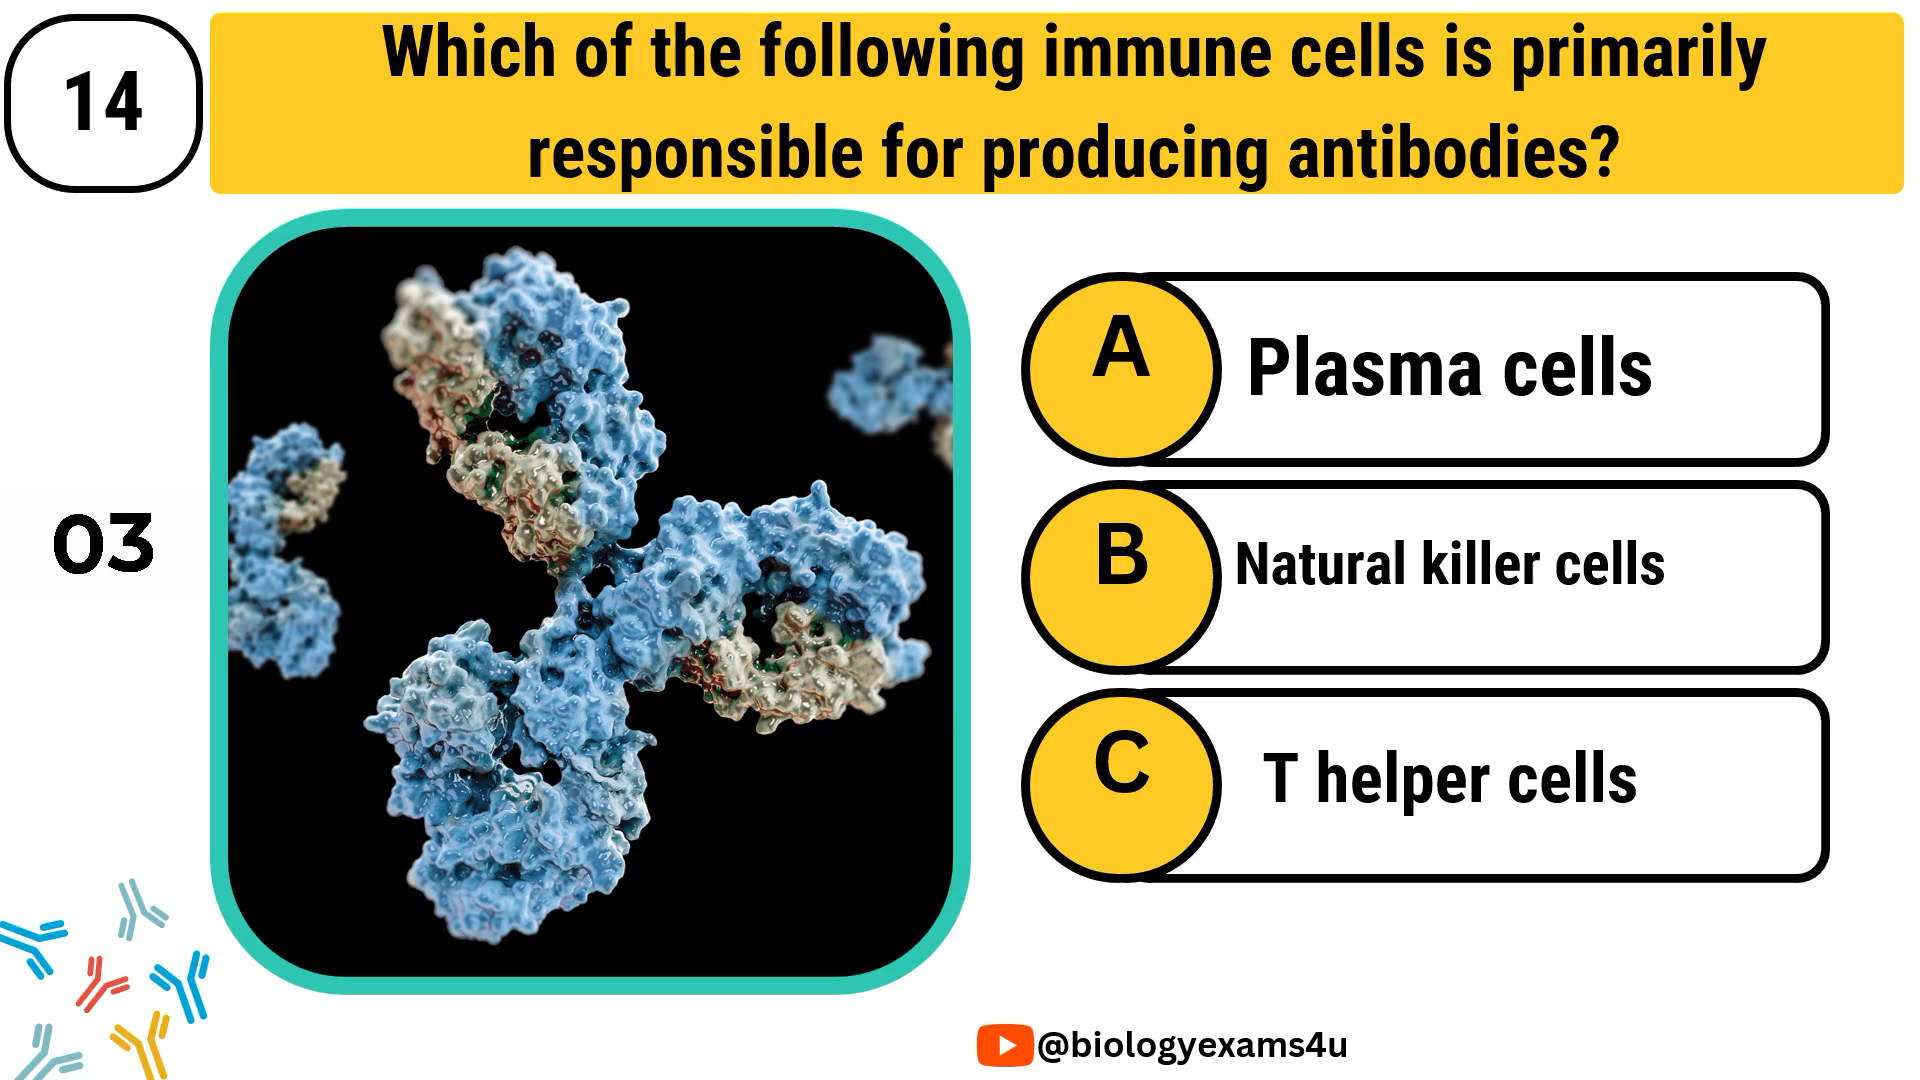 14
Which of the following immune cells is primarily
responsible for producing antibodies?
03
A
Plasma cells
B
Natural killer cells
C
T helper cells
@biologyexams4u